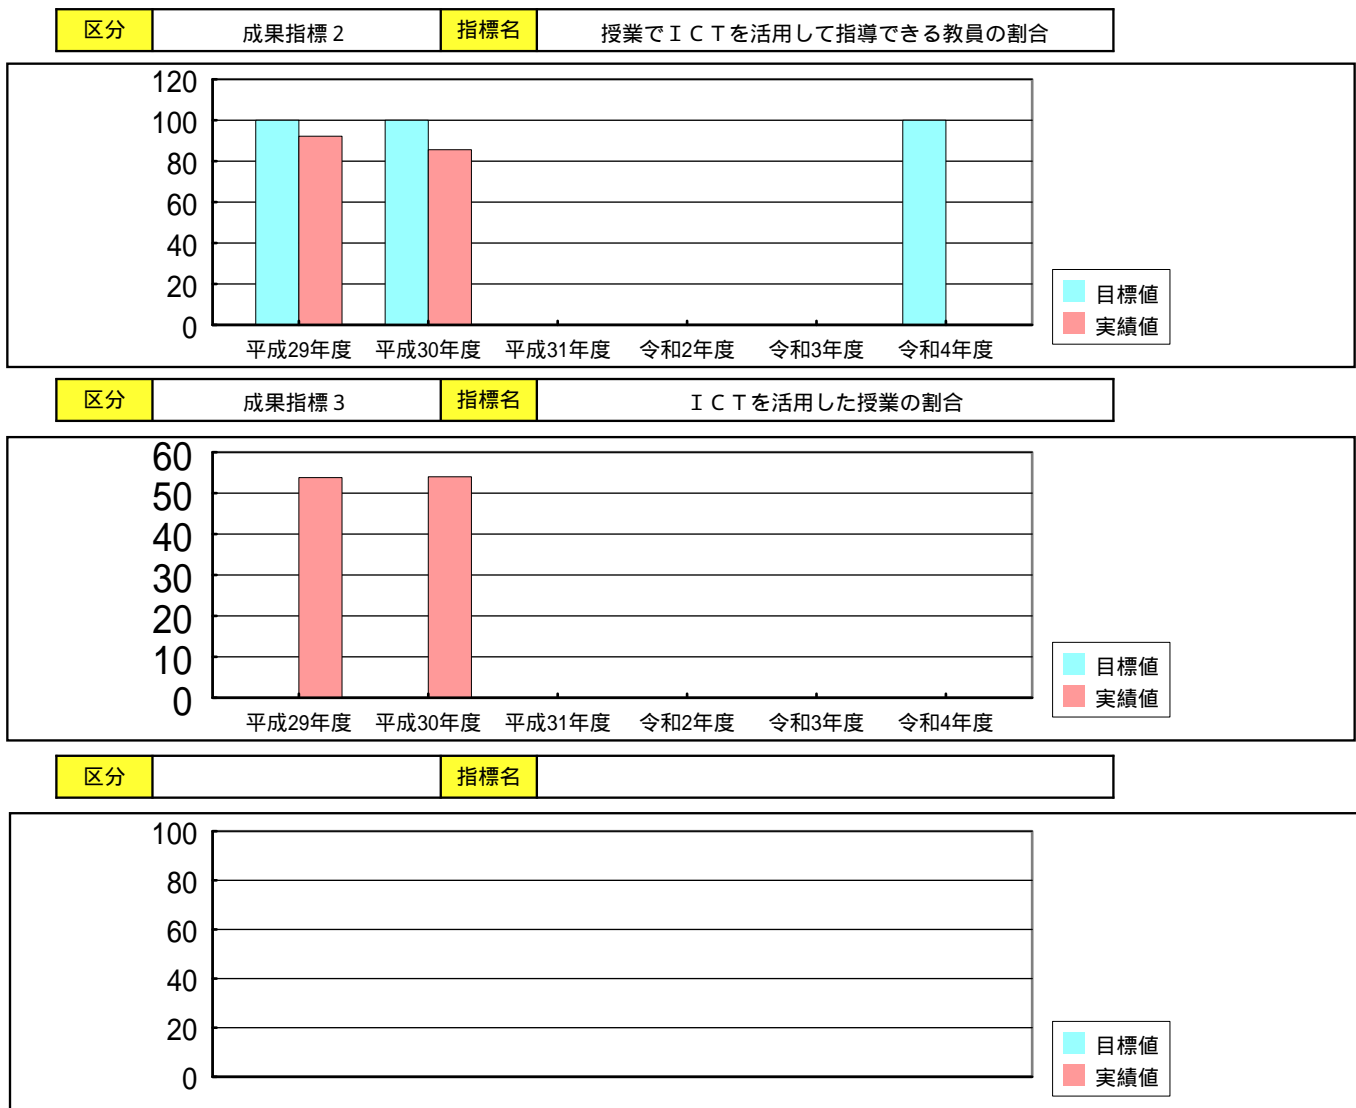 区分 成果指標２ 指標名 授業でＩＣＴを活用して指導できる教員の割合
120
100
80
60
40
20
0
平成29年度 平成30年度 平成31年度 令和2年度 令和3年度 令和4年度
目標値
実績値
区分 成果指標３ 指標名 ＩＣＴを活用した授業の割合
60
50
40
30
20
10
0
平成29年度 平成30年度 平成31年度 令和2年度 令和3年度 令和4年度
目標値
実績値
区分 指標名
100
80
60
40
20
0
目標値
実績値